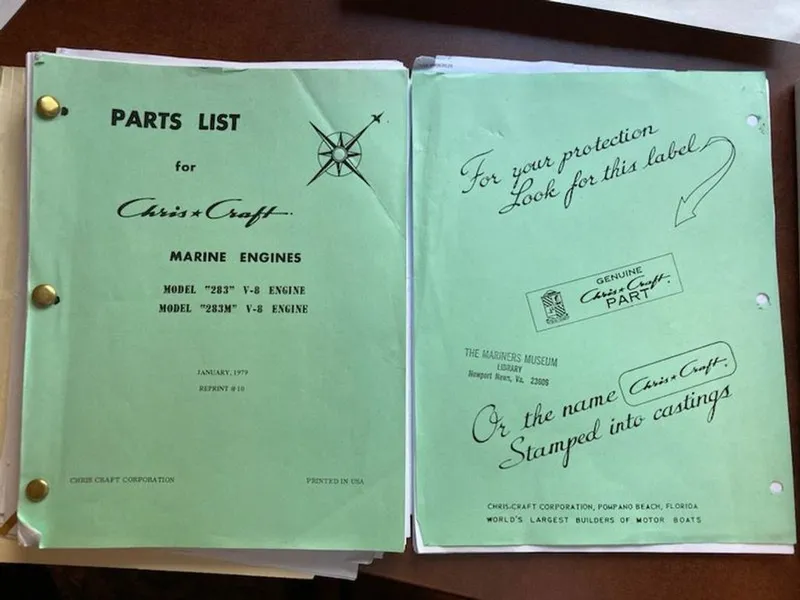 PARTS LIST
for
Chris★Craft
MARINE ENGINES
MODEL "283" V-8 ENGINE
MODEL "283M" V-8 ENGINE
JANUARY, 1979
REPRINT #10
CHRIS CRAFT CORPORATION
PRINTED IN USA
For your protection
Look for this label
GENUINE
Chris★Craft
PART
THE MARINERS MUSEUM
LIBRARY
Newport News, Va. 23606
Or the name Chris★Craft
Stamped into castings
CHRIS-CRAFT CORPORATION, POMPANO BEACH, FLORIDA
WORLD'S LARGEST BUILDERS OF MOTOR BOATS